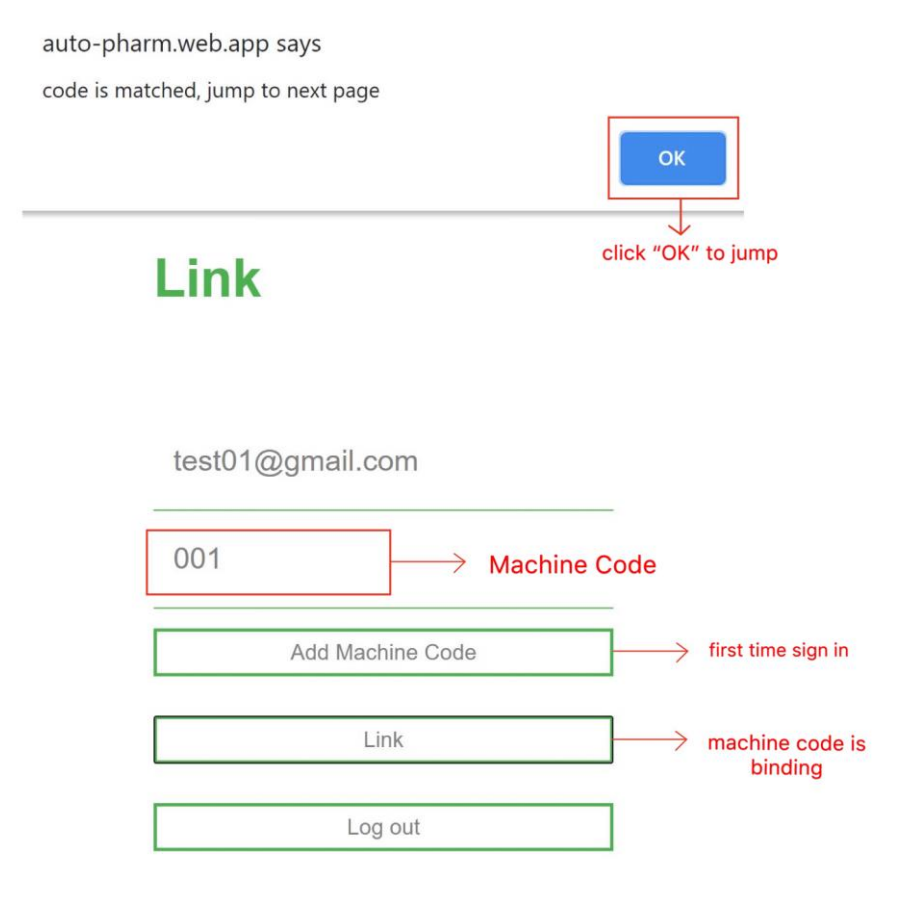 auto-pharm.web.app says
code is matched, jump to next page
OK
click “OK” to jump
Link
test01@gmail.com
001
Machine Code
Add Machine Code
first time sign in
Link
machine code is
binding
Log out